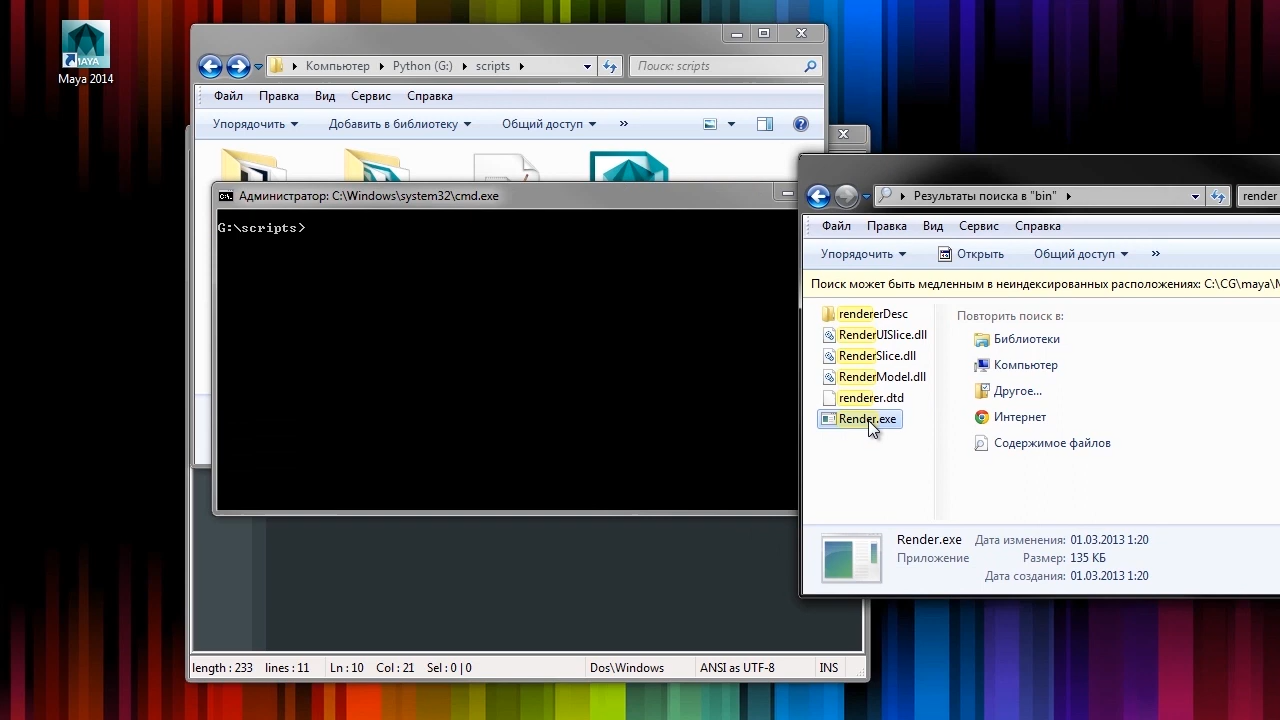 MAYA
Maya 2014
Компьютер Python (G:) scripts
Поиск: scripts
Файл Правка Вид Сервис Справка
Упорядочить Добавить в библиотеку Общий доступ »
Администратор: C:\Windows\system32\cmd.exe
G:\scripts>
Результаты поиска в "bin"
render
Файл Правка Вид Сервис Справка
Упорядочить Открыть Общий доступ »
Поиск может быть медленным в неиндексированных расположениях: C:\CG\maya\
rendererDesc
RenderUISlice.dll
RenderSlice.dll
RenderModel.dll
renderer.dtd
Render.exe
Повторить поиск в:
Библиотеки
Компьютер
Другое...
Интернет
Содержимое файлов
Render.exe Дата изменения: 01.03.2013 1:20
Приложение Размер: 135 КБ
Дата создания: 01.03.2013 1:20
length : 233 lines : 11 Ln : 10 Col : 21 Sel : 0 | 0 Dos\Windows ANSI as UTF-8 INS